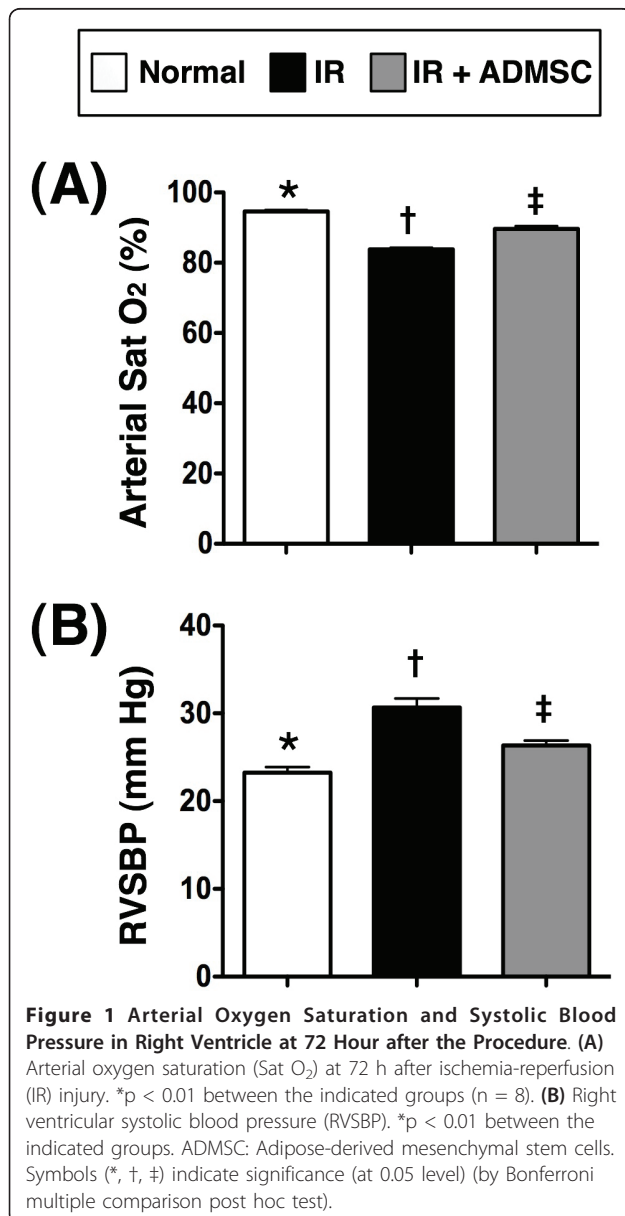 Normal IR IR + ADMSC
(A)
Arterial Sat O2 (%)
100
80
60
40
20
0
* † ‡
(B)
RVSBP (mm Hg)
40
30
20
10
0
* † ‡
Figure 1 Arterial Oxygen Saturation and Systolic Blood
Pressure in Right Ventricle at 72 Hour after the Procedure. (A)
Arterial oxygen saturation (Sat O2) at 72 h after ischemia-reperfusion
(IR) injury. *p < 0.01 between the indicated groups (n = 8). (B) Right
ventricular systolic blood pressure (RVSBP). *p < 0.01 between the
indicated groups. ADMSC: Adipose-derived mesenchymal stem cells.
Symbols (*, †, ‡) indicate significance (at 0.05 level) (by Bonferroni
multiple comparison post hoc test).